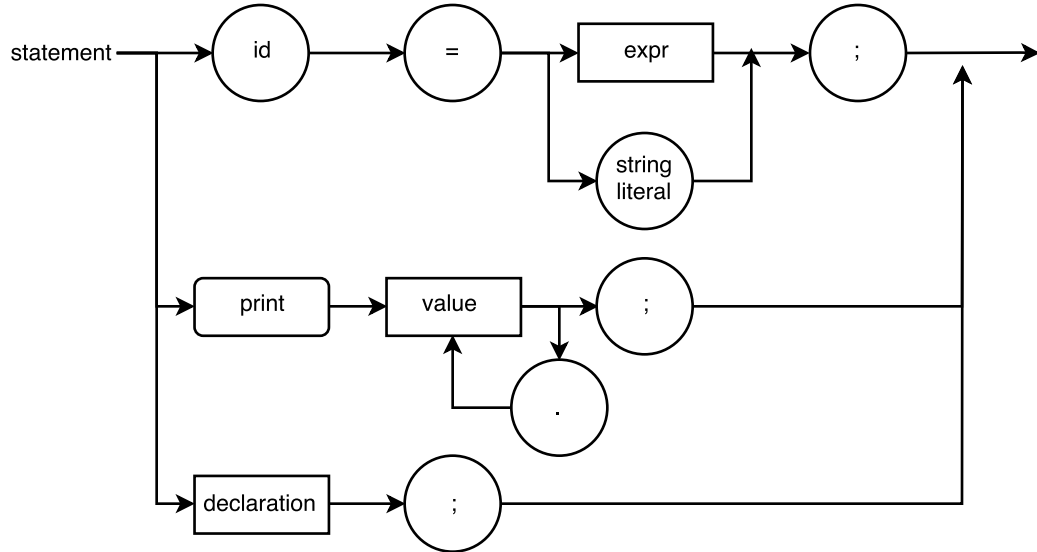 statement
id
=
expr
;
string
literal
print
value
;
.
declaration
;